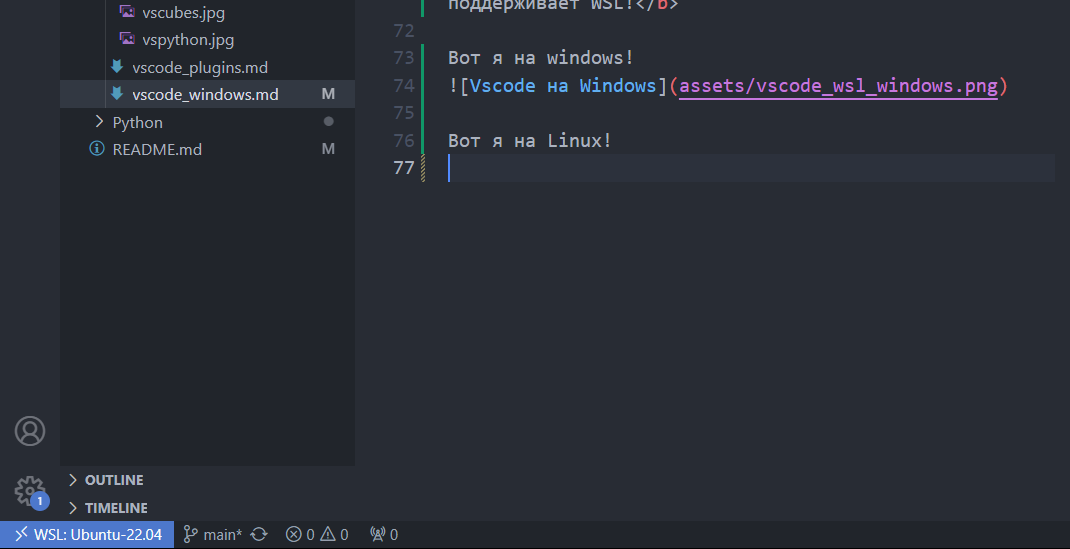 vscubes.jpg
vspython.jpg
vscode_plugins.md
vscode_windows.md M
Python
README.md M
поддерживает WSL!</b>
72
73 Вот я на windows!
74 ![Vscode на Windows](assets/vscode_wsl_windows.png)
75
76 Вот я на Linux!
77
OUTLINE
1
TIMELINE
WSL: Ubuntu-22.04 main* 0 0 0